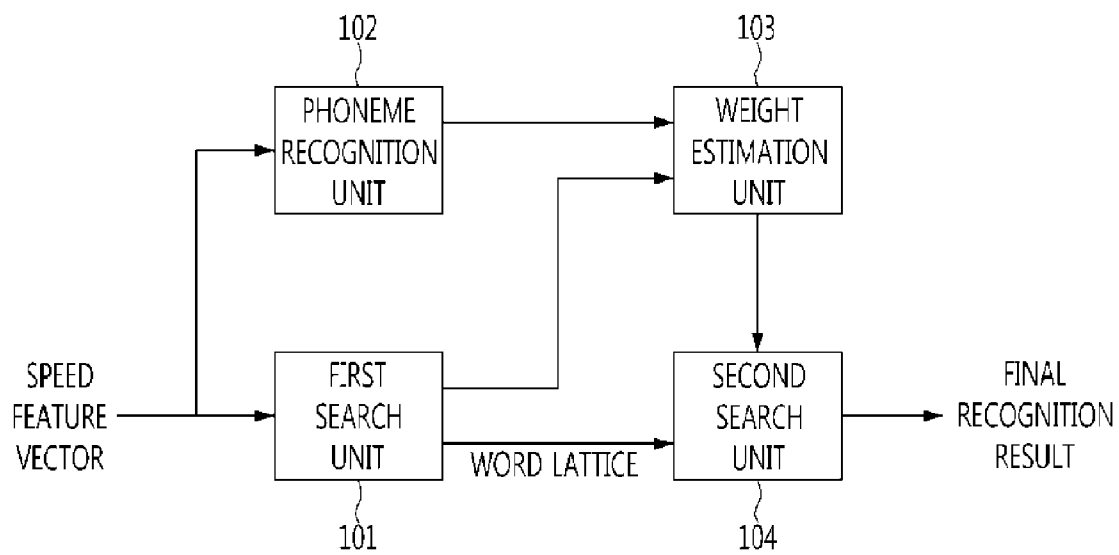 102
103
PHONEME
RECOGNITION
UNIT
WEIGHT
ESTIMATION
UNIT
SPEED
FEATURE
VECTOR
FIRST
SEARCH
UNIT
WORD LATTICE
SECOND
SEARCH
UNIT
FINAL
RECOGNITION
RESULT
101
104